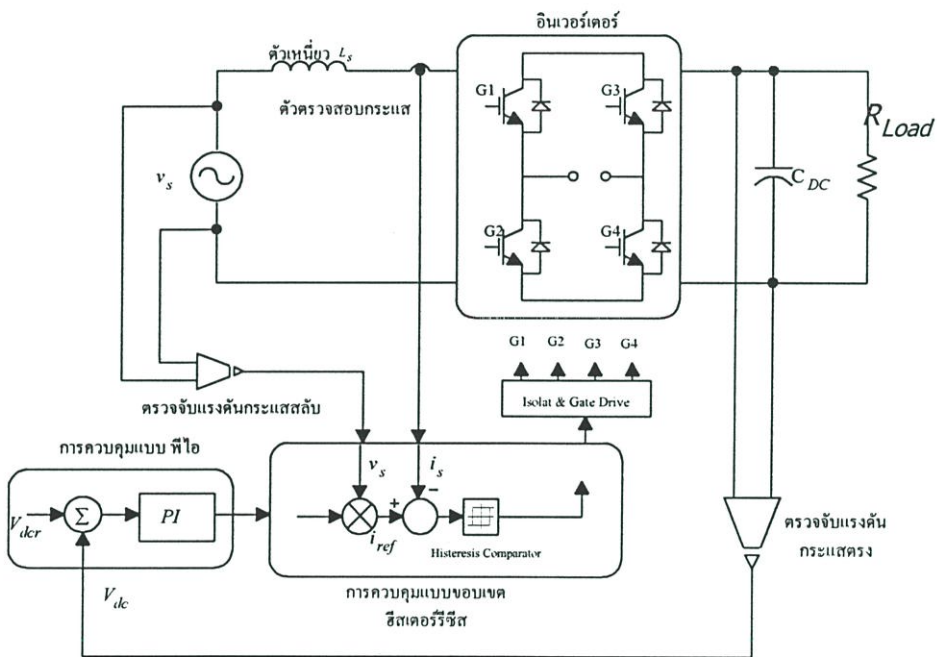 อินเวอร์เตอร์
ตัวเหนี่ยว L_s
G1
G3
ตัวตรวจสอบกระแส
R_Load
v_s
C_DC
G2
G4
G1 G2 G3 G4
Isolat & Gate Drive
ตรวจจับแรงดันกระแสสลับ
การควบคุมแบบ พีไอ
v_s
i_s
V_dcr
Σ
PI
+
−
i_ref
Histeresis Comparator
ตรวจจับแรงดัน
กระแสตรง
V_dc
การควบคุมแบบขอบเขต
ฮีสเตอร์รีซีส